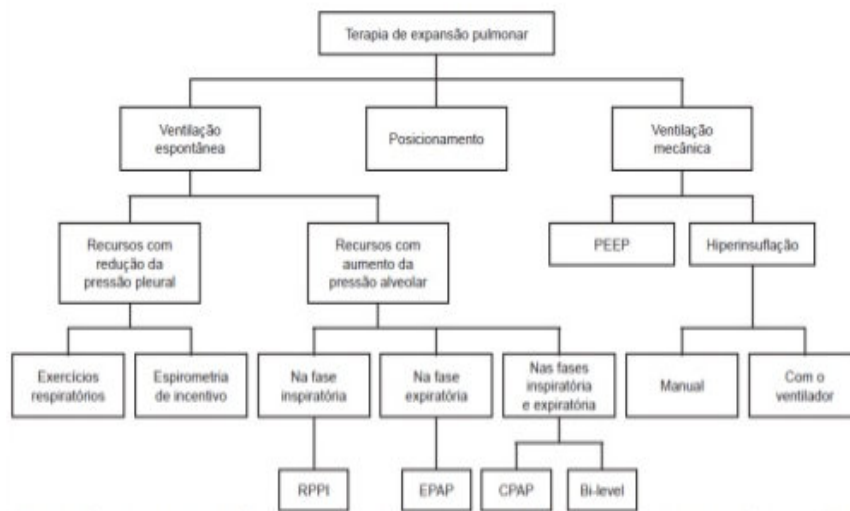 Terapia de expansão pulmonar
Ventilação
espontânea
Posicionamento
Ventilação
mecânica
Recursos com
redução da
pressão pleural
Recursos com
aumento da
pressão alveolar
PEEP
Hiperinsuflação
Exercícios
respiratórios
Espirometria
de incentivo
Na fase
inspiratória
Na fase
expiratória
Nas fases
inspiratória
e expiratória
Manual
Com o
ventilador
RPPI
EPAP
CPAP
Bi-level